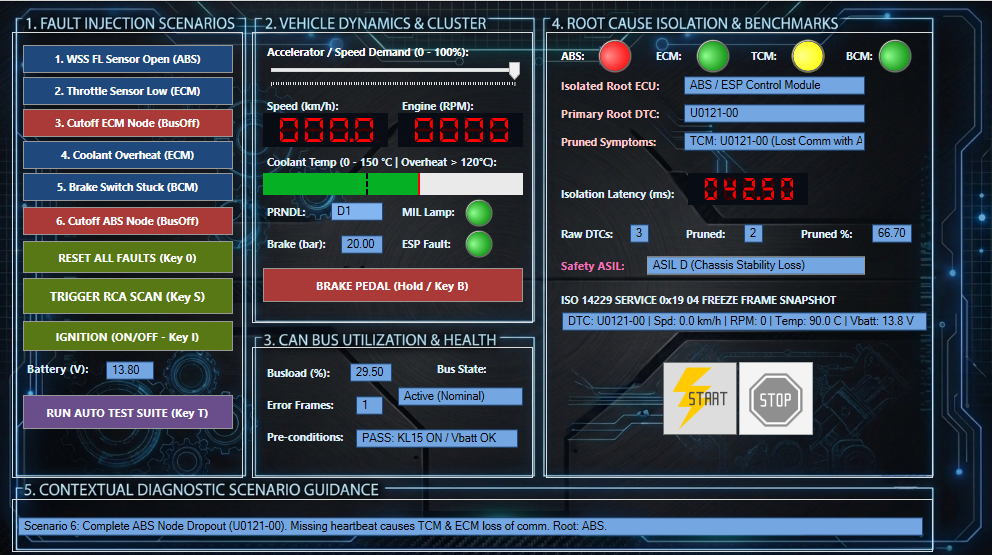 1. FAULT INJECTION SCENARIOS
1. WSS FL Sensor Open (ABS)
2. Throttle Sensor Low (ECM)
3. Cutoff ECM Node (BusOff)
4. Coolant Overheat (ECM)
5. Brake Switch Stuck (BCM)
6. Cutoff ABS Node (BusOff)
RESET ALL FAULTS (Key 0)
TRIGGER RCA SCAN (Key S)
IGNITION (ON/OFF - Key I)
Battery (V): 13.80
RUN AUTO TEST SUITE (Key T)
2. VEHICLE DYNAMICS & CLUSTER
Accelerator / Speed Demand (0 - 100%):
Speed (km/h): Engine (RPM):
000.0 0000
Coolant Temp (0 - 150 °C | Overheat > 120°C):
PRNDL: D1 MIL Lamp:
Brake (bar): 20.00 ESP Fault:
BRAKE PEDAL (Hold / Key B)
3. CAN BUS UTILIZATION & HEALTH
Busload (%): 29.50 Bus State:
Active (Nominal)
Error Frames: 1
Pre-conditions: PASS: KL15 ON / Vbatt OK
4. ROOT CAUSE ISOLATION & BENCHMARKS
ABS: ECM: TCM: BCM:
Isolated Root ECU: ABS / ESP Control Module
Primary Root DTC: U0121-00
Pruned Symptoms: TCM: U0121-00 (Lost Comm with A
Isolation Latency (ms): 042.50
Raw DTCs: 3 Pruned: 2 Pruned %: 66.70
Safety ASIL: ASIL D (Chassis Stability Loss)
ISO 14229 SERVICE 0x19 04 FREEZE FRAME SNAPSHOT
DTC: U0121-00 | Spd: 0.0 km/h | RPM: 0 | Temp: 90.0 C | Vbatt: 13.8 V
START STOP
5. CONTEXTUAL DIAGNOSTIC SCENARIO GUIDANCE
Scenario 6: Complete ABS Node Dropout (U0121-00). Missing heartbeat causes TCM & ECM loss of comm. Root: ABS.